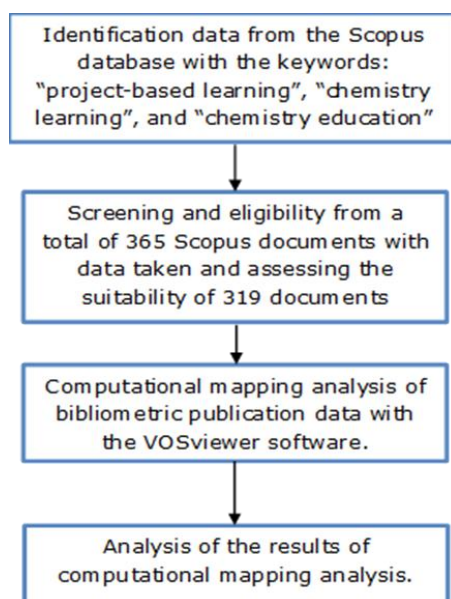 Identification data from the Scopus
database with the keywords:
“project-based learning”, “chemistry
learning”, and “chemistry education”
Screening and eligibility from a
total of 365 Scopus documents with
data taken and assessing the
suitability of 319 documents
Computational mapping analysis of
bibliometric publication data with
the VOSviewer software.
Analysis of the results of
computational mapping analysis.